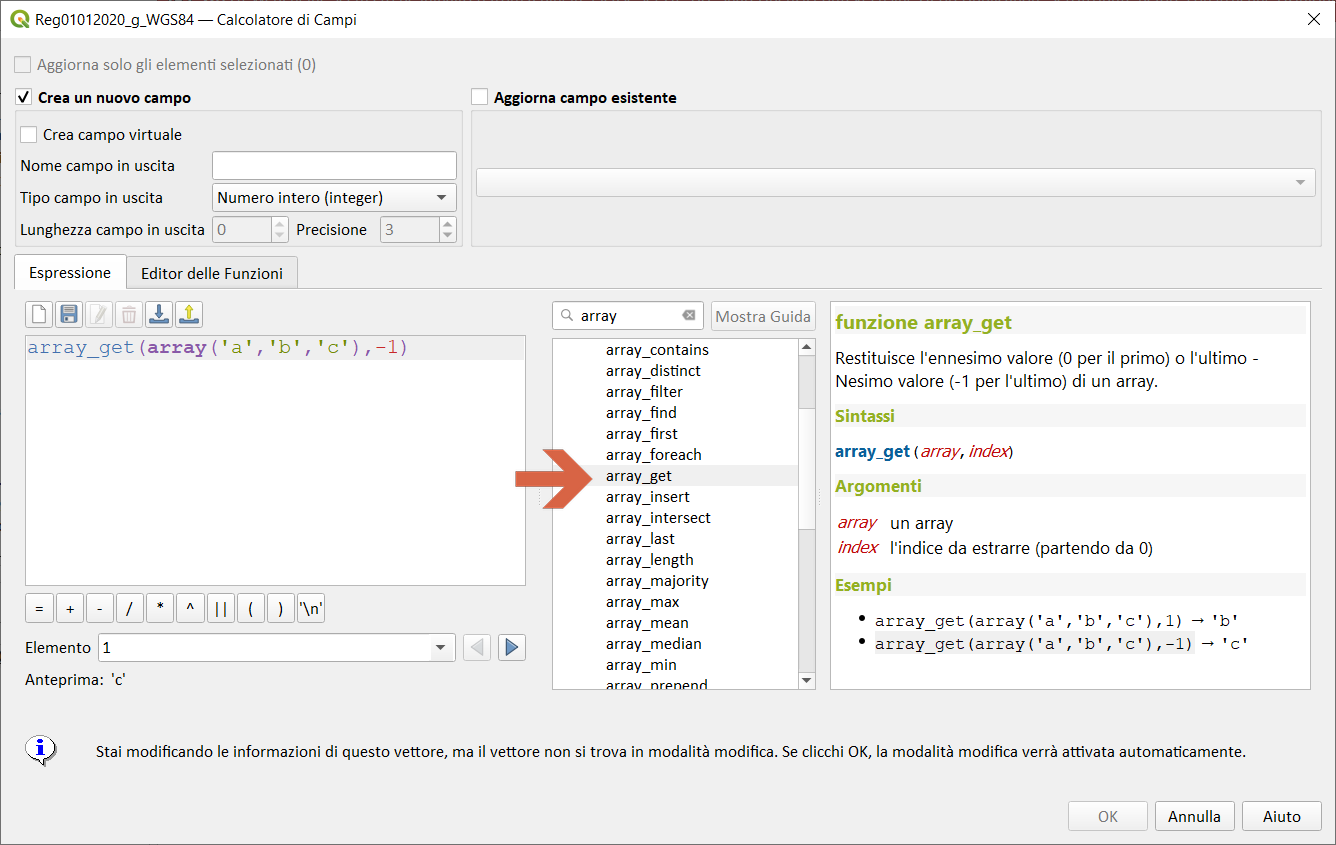 Reg01012020_g_WGS84 — Calcolatore di Campi
Aggiorna solo gli elementi selezionati (0)
Crea un nuovo campo
Aggiorna campo esistente
Crea campo virtuale
Nome campo in uscita
Tipo campo in uscita Numero intero (integer)
Lunghezza campo in uscita 0 Precisione 3
Espressione Editor delle Funzioni
array_get(array('a','b','c'),-1)
= + - / * ^ || ( ) '\n'
Elemento 1
Anteprima: 'c'
array Mostra Guida
array_contains
array_distinct
array_filter
array_find
array_first
array_foreach
array_get
array_insert
array_intersect
array_last
array_length
array_majority
array_max
array_mean
array_median
array_min
array_prepend
funzione array_get
Restituisce l'ennesimo valore (0 per il primo) o l'ultimo -
Nesimo valore (-1 per l'ultimo) di un array.
Sintassi
array_get (array, index)
Argomenti
array un array
index l'indice da estrarre (partendo da 0)
Esempi
• array_get(array('a','b','c'),1) → 'b'
• array_get(array('a','b','c'),-1) → 'c'
Stai modificando le informazioni di questo vettore, ma il vettore non si trova in modalità modifica. Se clicchi OK, la modalità modifica verrà attivata automaticamente.
OK Annulla Aiuto